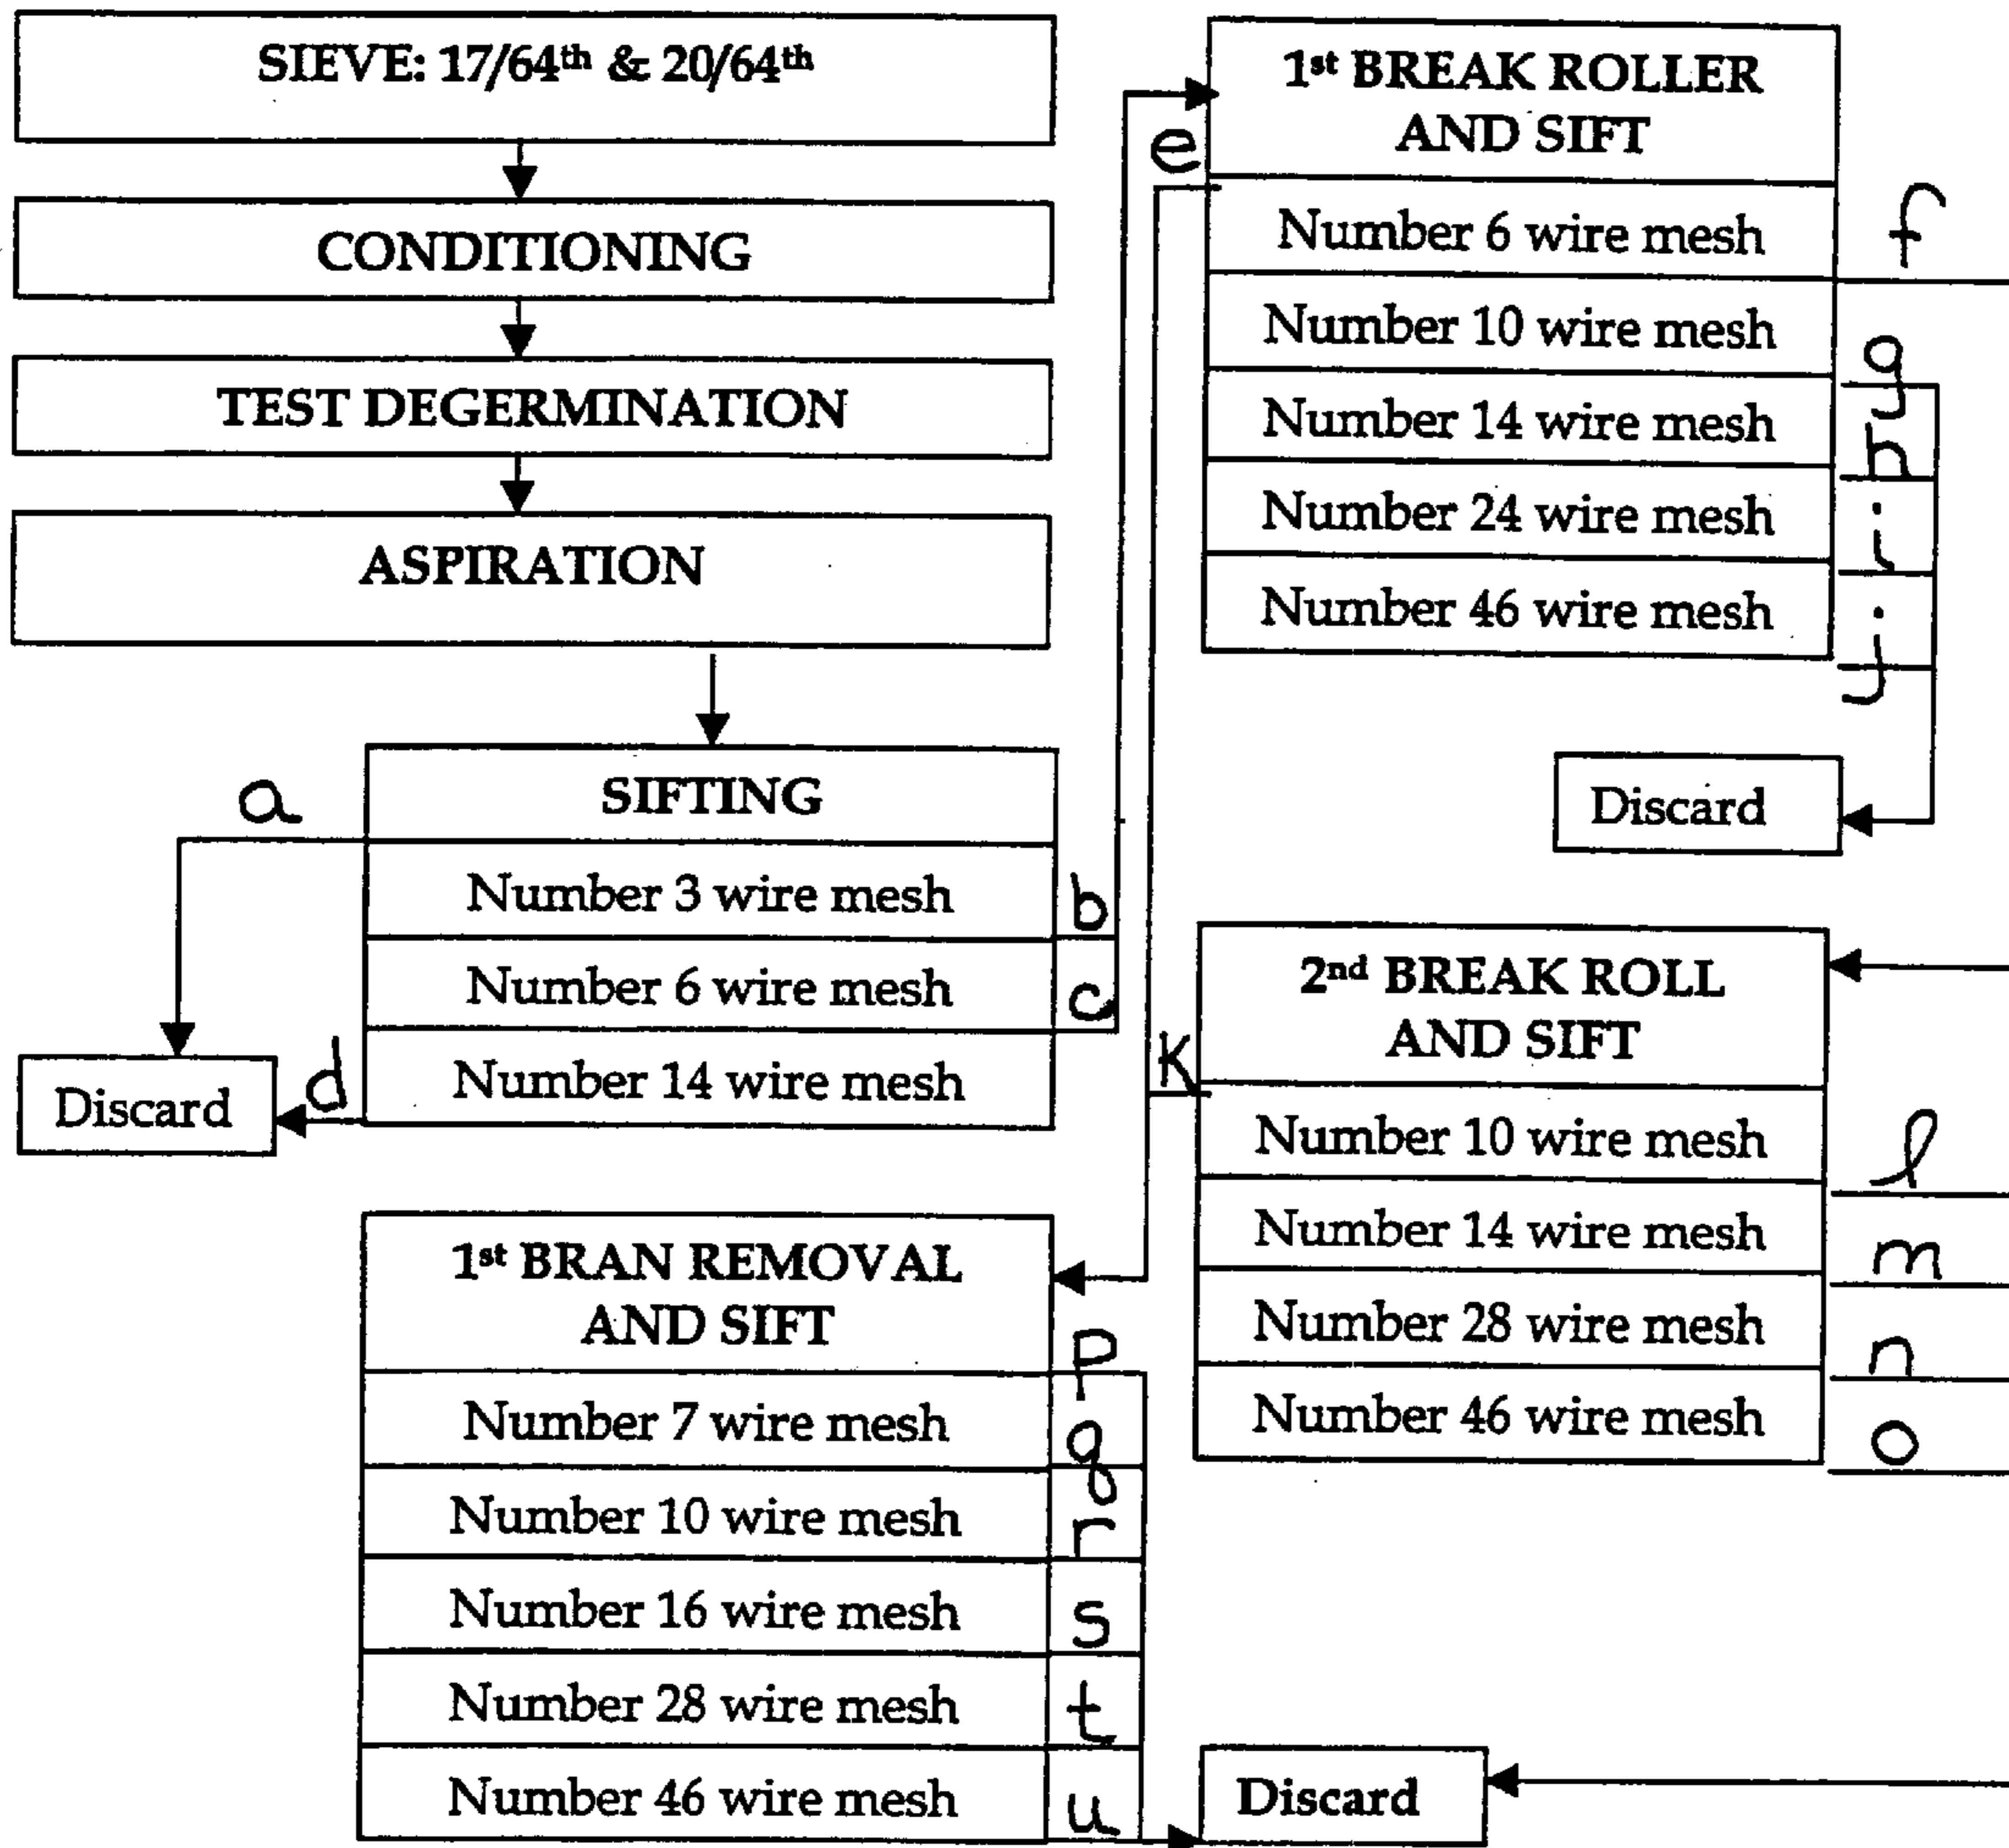 SIEVE: 17/64th & 20/64th
CONDITIONING
TEST DEGERMINATION
ASPIRATION
a
SIFTING
Number 3 wire mesh
b
Number 6 wire mesh
c
Number 14 wire mesh
d
Discard
e
1st BREAK ROLLER
AND SIFT
Number 6 wire mesh
f
Number 10 wire mesh
g
Number 14 wire mesh
h
Number 24 wire mesh
i
Number 46 wire mesh
j
Discard
K
2nd BREAK ROLL
AND SIFT
Number 10 wire mesh
l
Number 14 wire mesh
m
Number 28 wire mesh
n
Number 46 wire mesh
o
1st BRAN REMOVAL
AND SIFT
p
Number 7 wire mesh
q
Number 10 wire mesh
r
Number 16 wire mesh
s
Number 28 wire mesh
t
Number 46 wire mesh
u
Discard